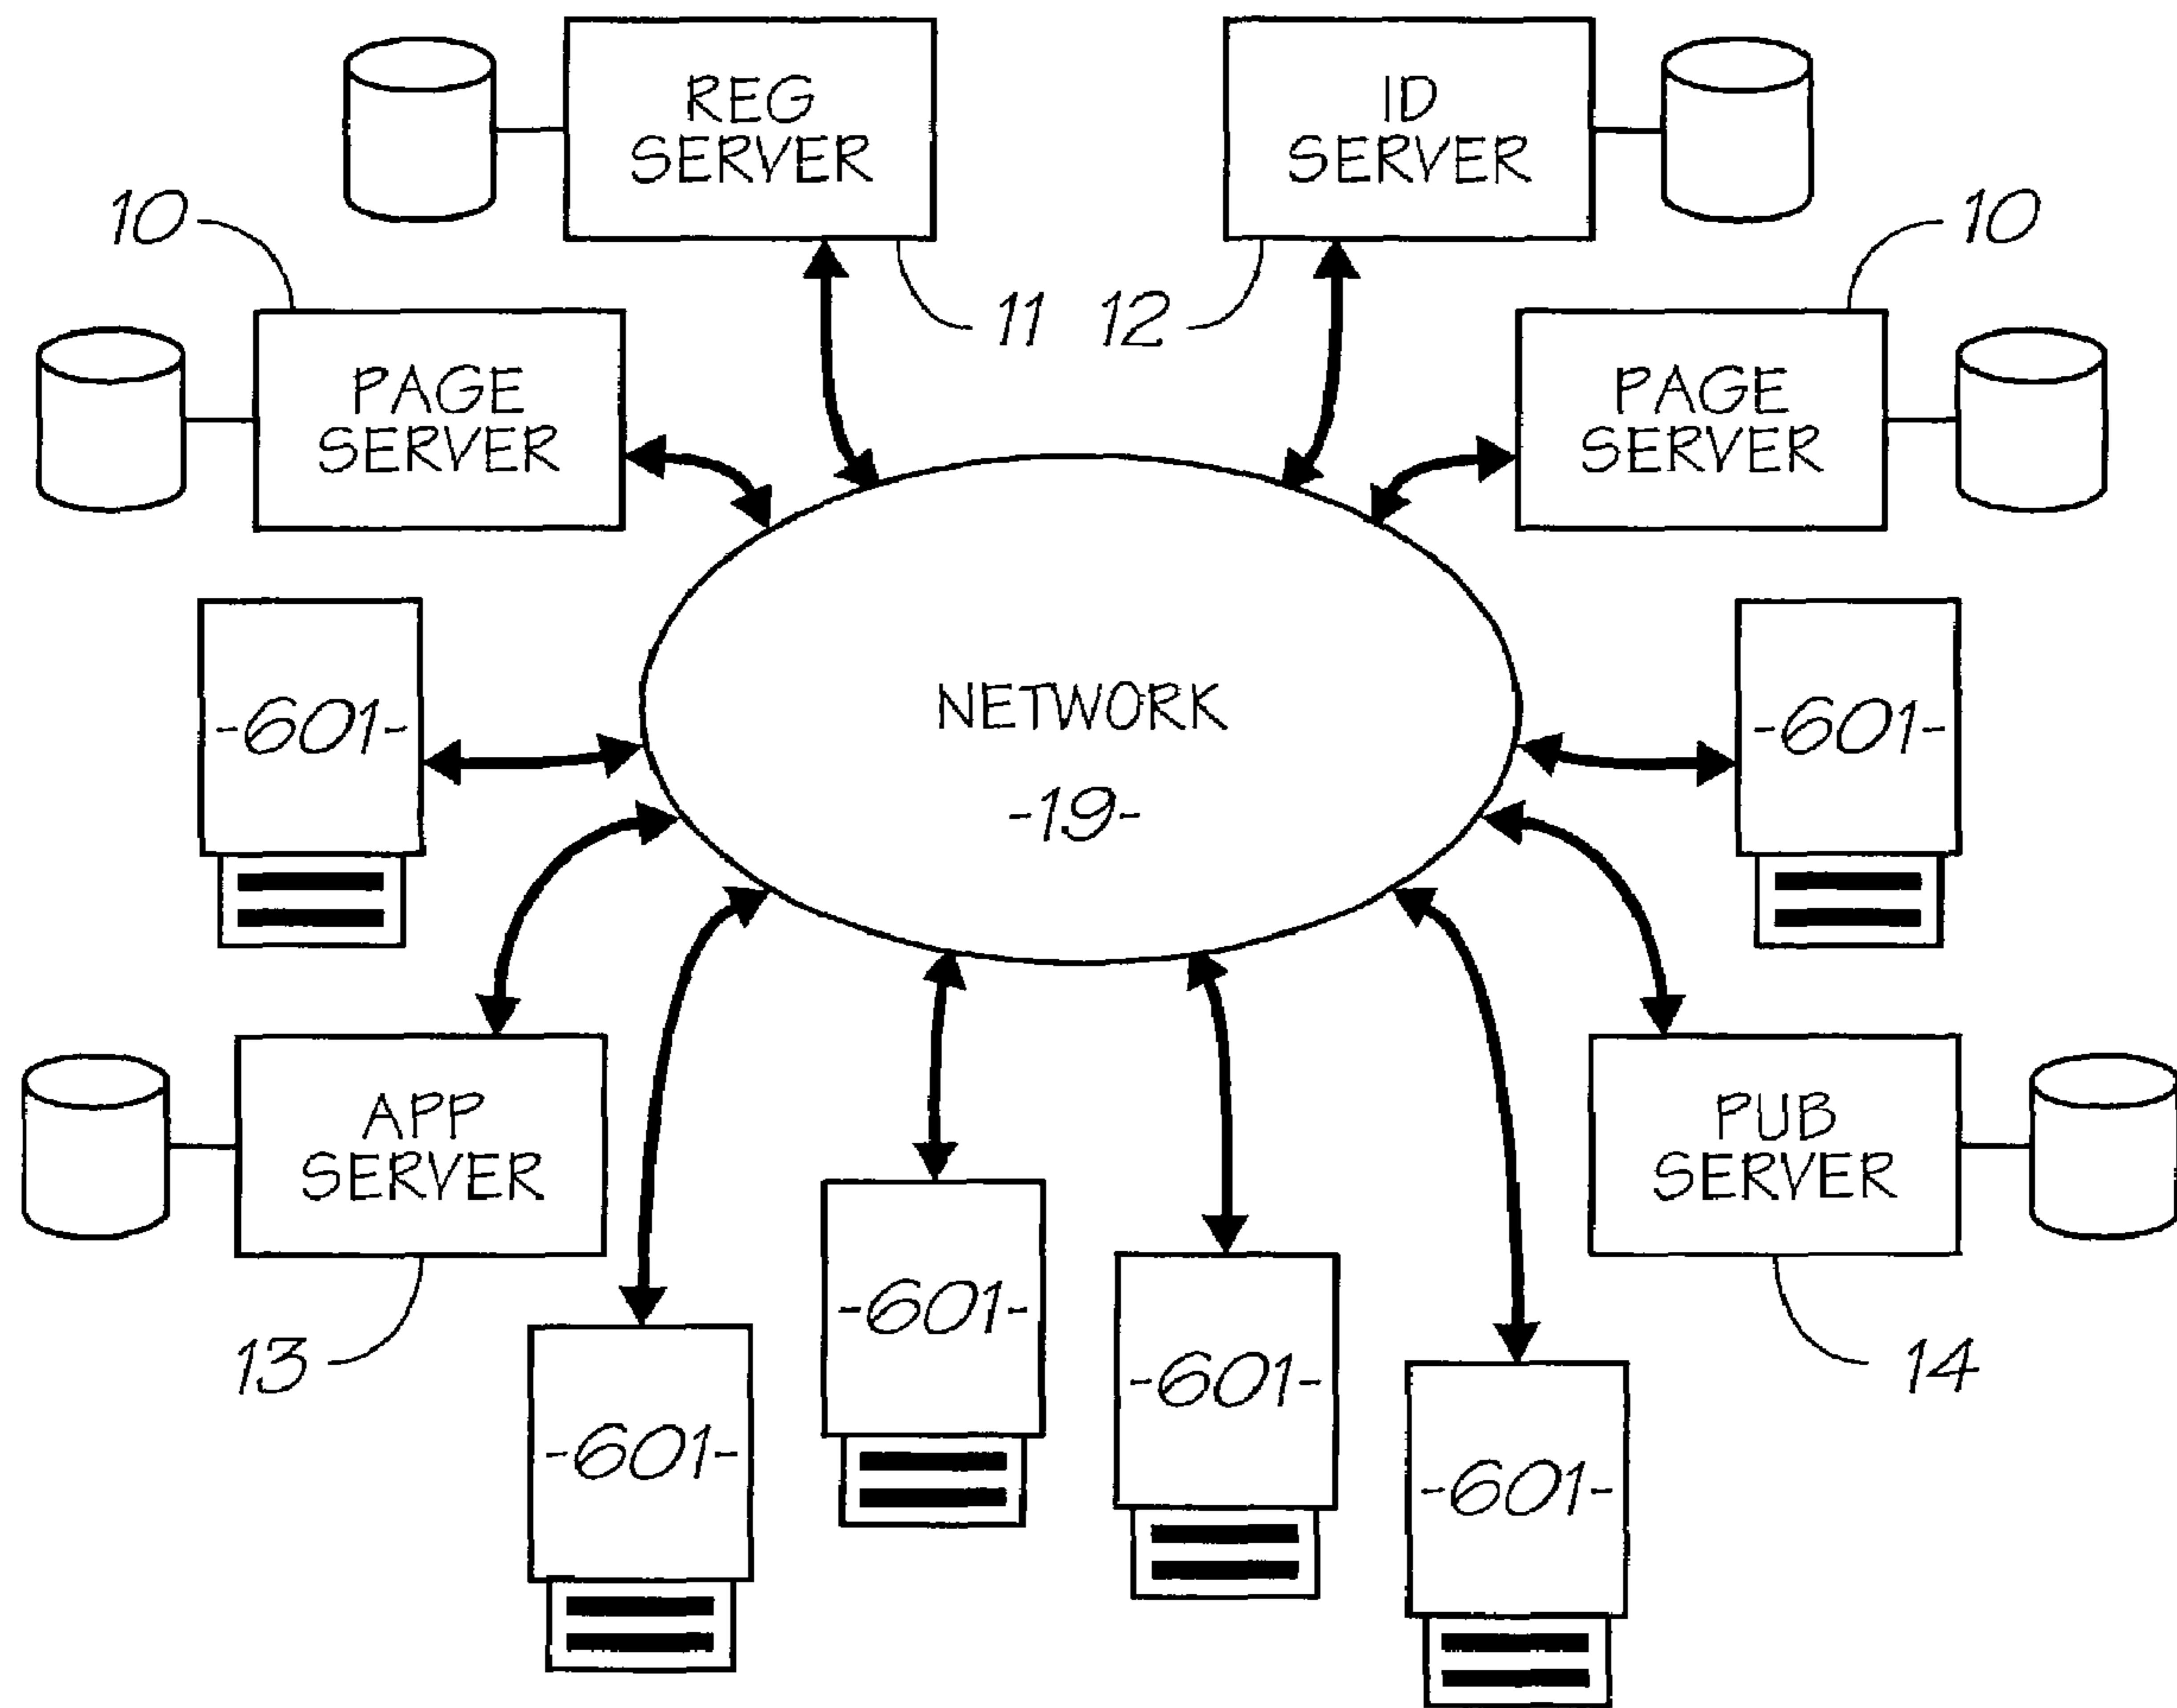 REG
SERVER
ID
SERVER
10
10
11
12
PAGE
SERVER
PAGE
SERVER
-601-
NETWORK
-19-
-601-
APP
SERVER
PUB
SERVER
13
-601-
-601-
-601-
-601-
14